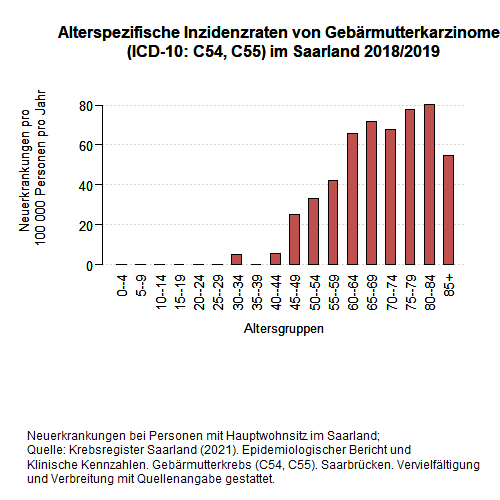 Alterspezifische Inzidenzraten von Gebärmutterkarzinome
(ICD-10: C54, C55) im Saarland 2018/2019
Neuerkrankungen pro
100 000 Personen pro Jahr
80
60
40
20
0
0--4
5--9
10--14
15--19
20--24
25--29
30--34
35--39
40--44
45--49
50--54
55--59
60--64
65--69
70--74
75--79
80--84
85+
Altersgruppen
Neuerkrankungen bei Personen mit Hauptwohnsitz im Saarland;
Quelle: Krebsregister Saarland (2021). Epidemiologischer Bericht und
Klinische Kennzahlen. Gebärmutterkrebs (C54, C55). Saarbrücken. Vervielfältigung
und Verbreitung mit Quellenangabe gestattet.